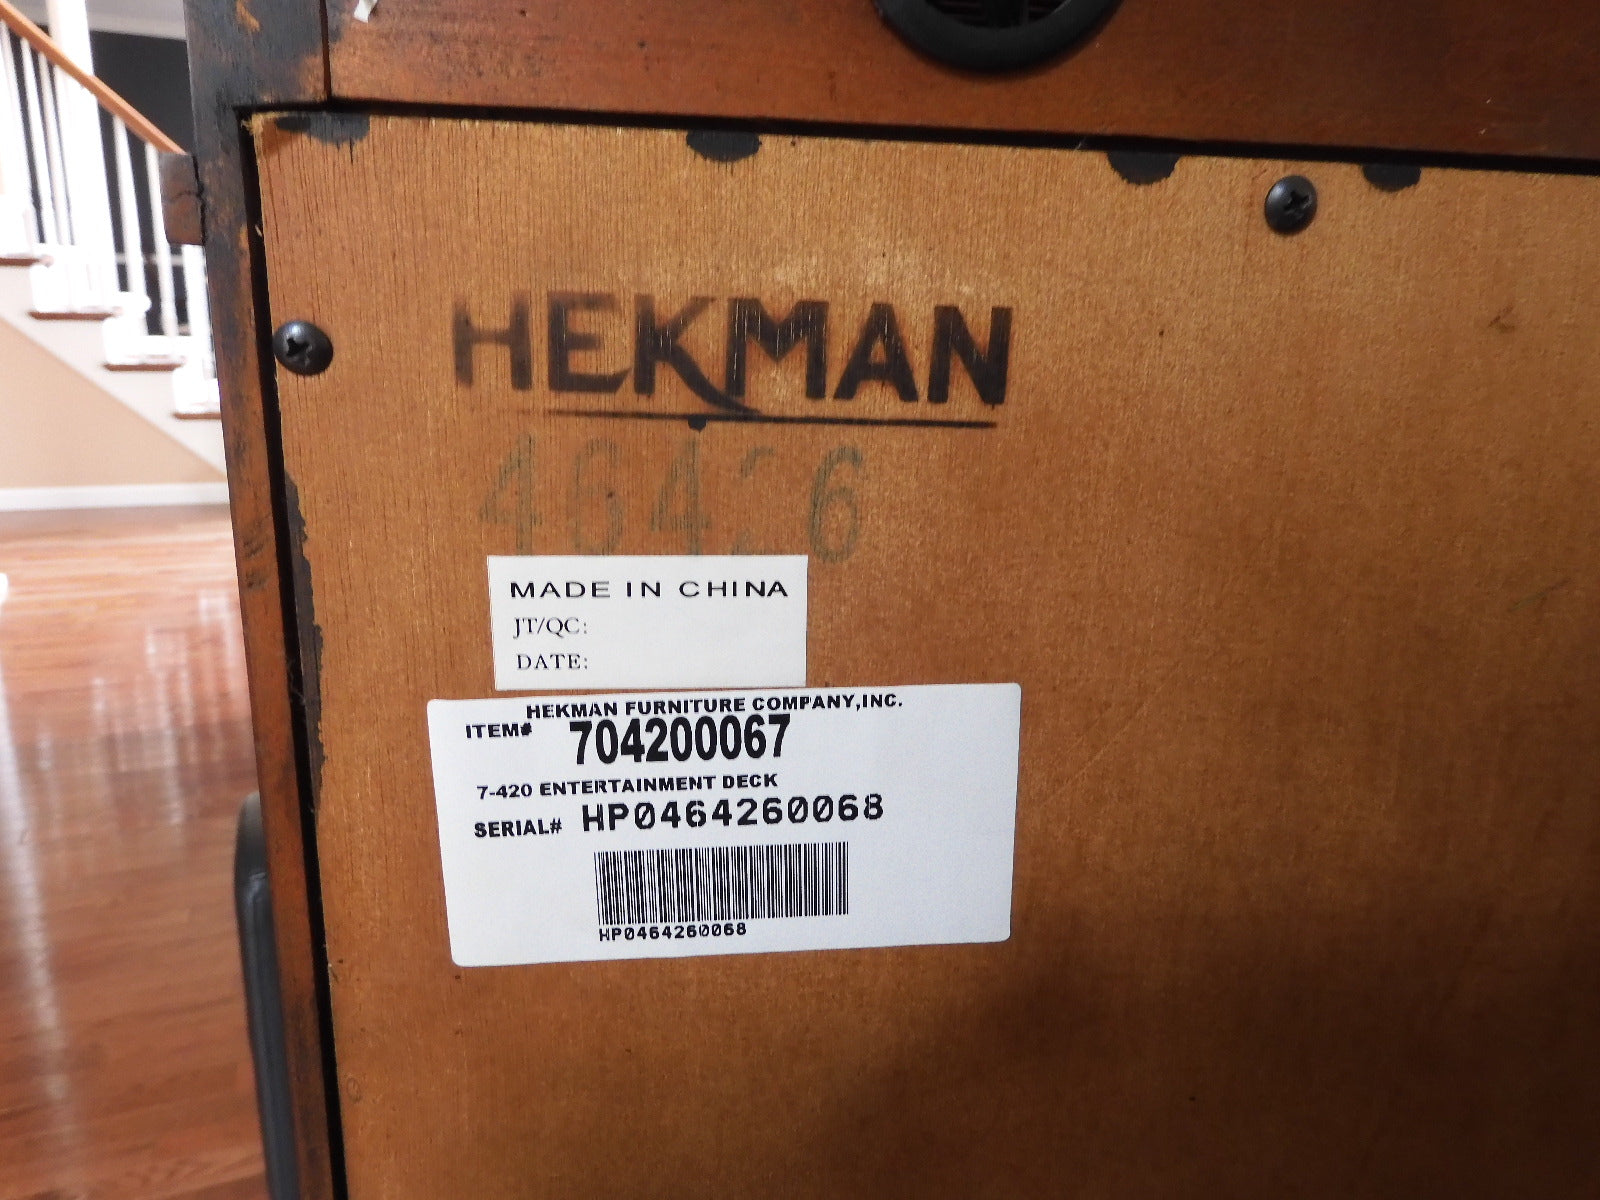 HEKMAN
46426
MADE IN CHINA
JT/QC:
DATE:
HEKMAN FURNITURE COMPANY,INC.
ITEM# 704200067
7-420 ENTERTAINMENT DECK
SERIAL# HP0464260068
HP0464260068